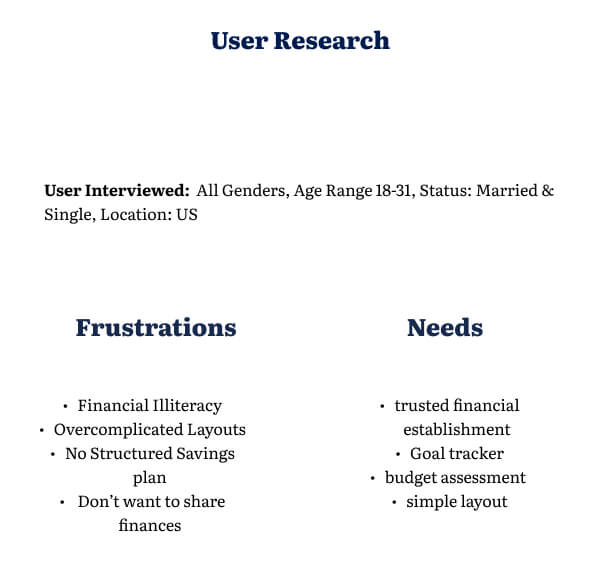 User Research
User Interviewed: All Genders, Age Range 18-31, Status: Married &
Single, Location: US
Frustrations
• Financial Illiteracy
• Overcomplicated Layouts
• No Structured Savings
plan
• Don’t want to share
finances
Needs
• trusted financial
establishment
• Goal tracker
• budget assessment
• simple layout